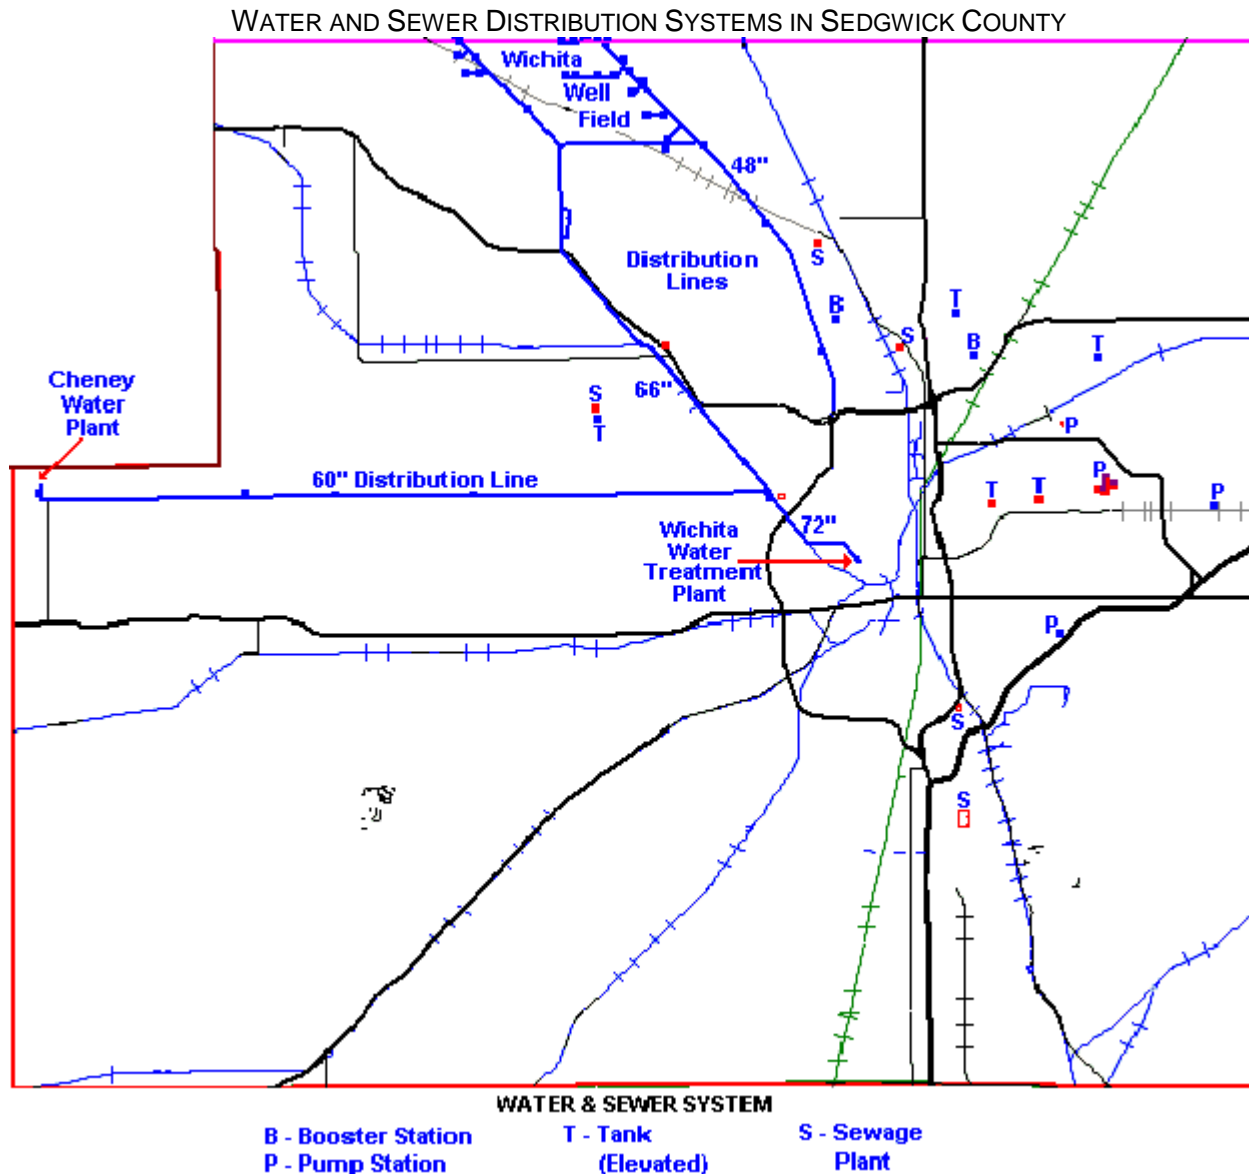 WATER AND SEWER DISTRIBUTION SYSTEMS IN SEDGWICK COUNTY
Wichita
Well
Field
48"
Distribution
Lines
S
B
T
S
B
T
Cheney
Water
Plant
66"
S
T
P
60" Distribution Line
P
T
T
P
72"
Wichita
Water
Treatment
Plant
P
S
S
WATER & SEWER SYSTEM
B - Booster Station
T - Tank
S - Sewage
P - Pump Station
(Elevated)
Plant